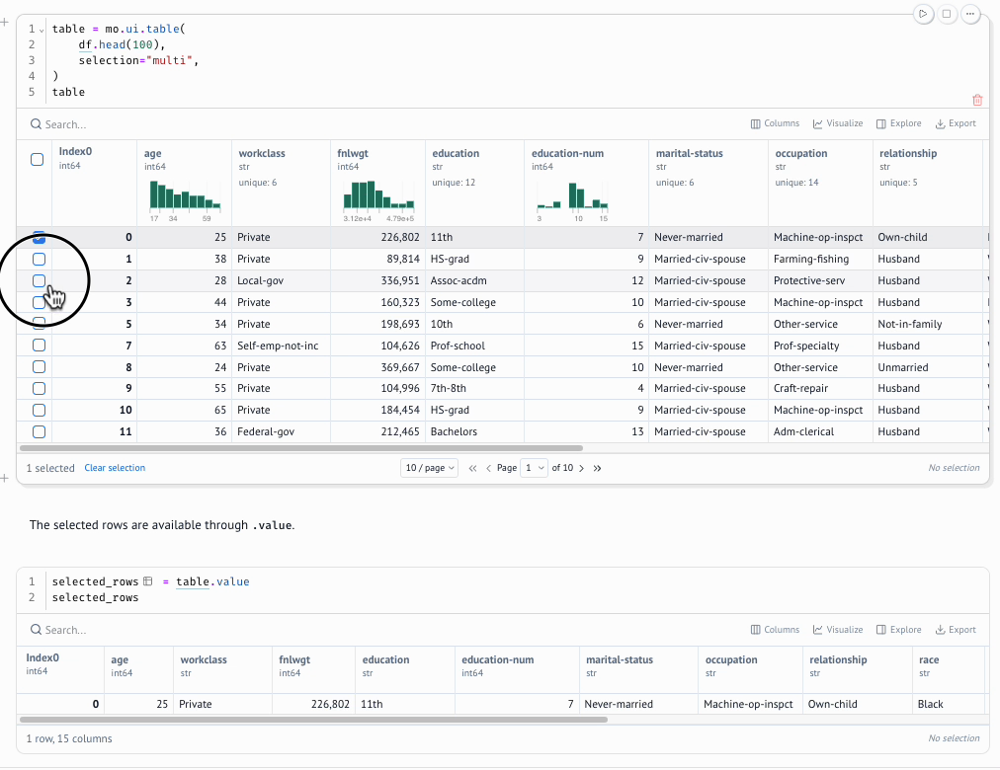 1 table = mo.ui.table(
2 df.head(100),
3 selection="multi",
4 )
5 table
Search... Columns Visualize Explore Export
Index0 age workclass fnlwgt education education-num marital-status occupation relationship
int64 int64 str int64 str int64 str str str
unique: 6 unique: 12 unique: 6 unique: 14 unique: 5
17 34 59 3.12e+4 4.79e+5 3 10 15
0 25 Private 226,802 11th 7 Never-married Machine-op-inspct Own-child
1 38 Private 89,814 HS-grad 9 Married-civ-spouse Farming-fishing Husband
2 28 Local-gov 336,951 Assoc-acdm 12 Married-civ-spouse Protective-serv Husband
3 44 Private 160,323 Some-college 10 Married-civ-spouse Machine-op-inspct Husband
5 34 Private 198,693 10th 6 Never-married Other-service Not-in-family
7 63 Self-emp-not-inc 104,626 Prof-school 15 Married-civ-spouse Prof-specialty Husband
8 24 Private 369,667 Some-college 10 Never-married Other-service Unmarried
9 55 Private 104,996 7th-8th 4 Married-civ-spouse Craft-repair Husband
10 65 Private 184,454 HS-grad 9 Married-civ-spouse Machine-op-inspct Husband
11 36 Federal-gov 212,465 Bachelors 13 Married-civ-spouse Adm-clerical Husband
1 selected Clear selection 10 / page Page 1 of 10 No selection
The selected rows are available through .value.
1 selected_rows = table.value
2 selected_rows
Search... Columns Visualize Explore Export
Index0 age workclass fnlwgt education education-num marital-status occupation relationship race
int64 int64 str int64 str int64 str str str str
0 25 Private 226,802 11th 7 Never-married Machine-op-inspct Own-child Black
1 row, 15 columns No selection